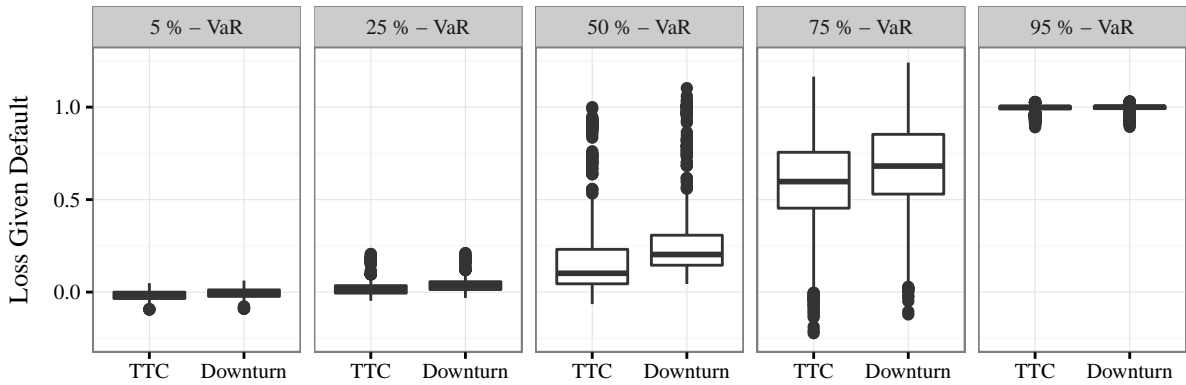 5 % – VaR
25 % – VaR
50 % – VaR
75 % – VaR
95 % – VaR
Loss Given Default
1.0
0.5
0.0
TTC Downturn
TTC Downturn
TTC Downturn
TTC Downturn
TTC Downturn